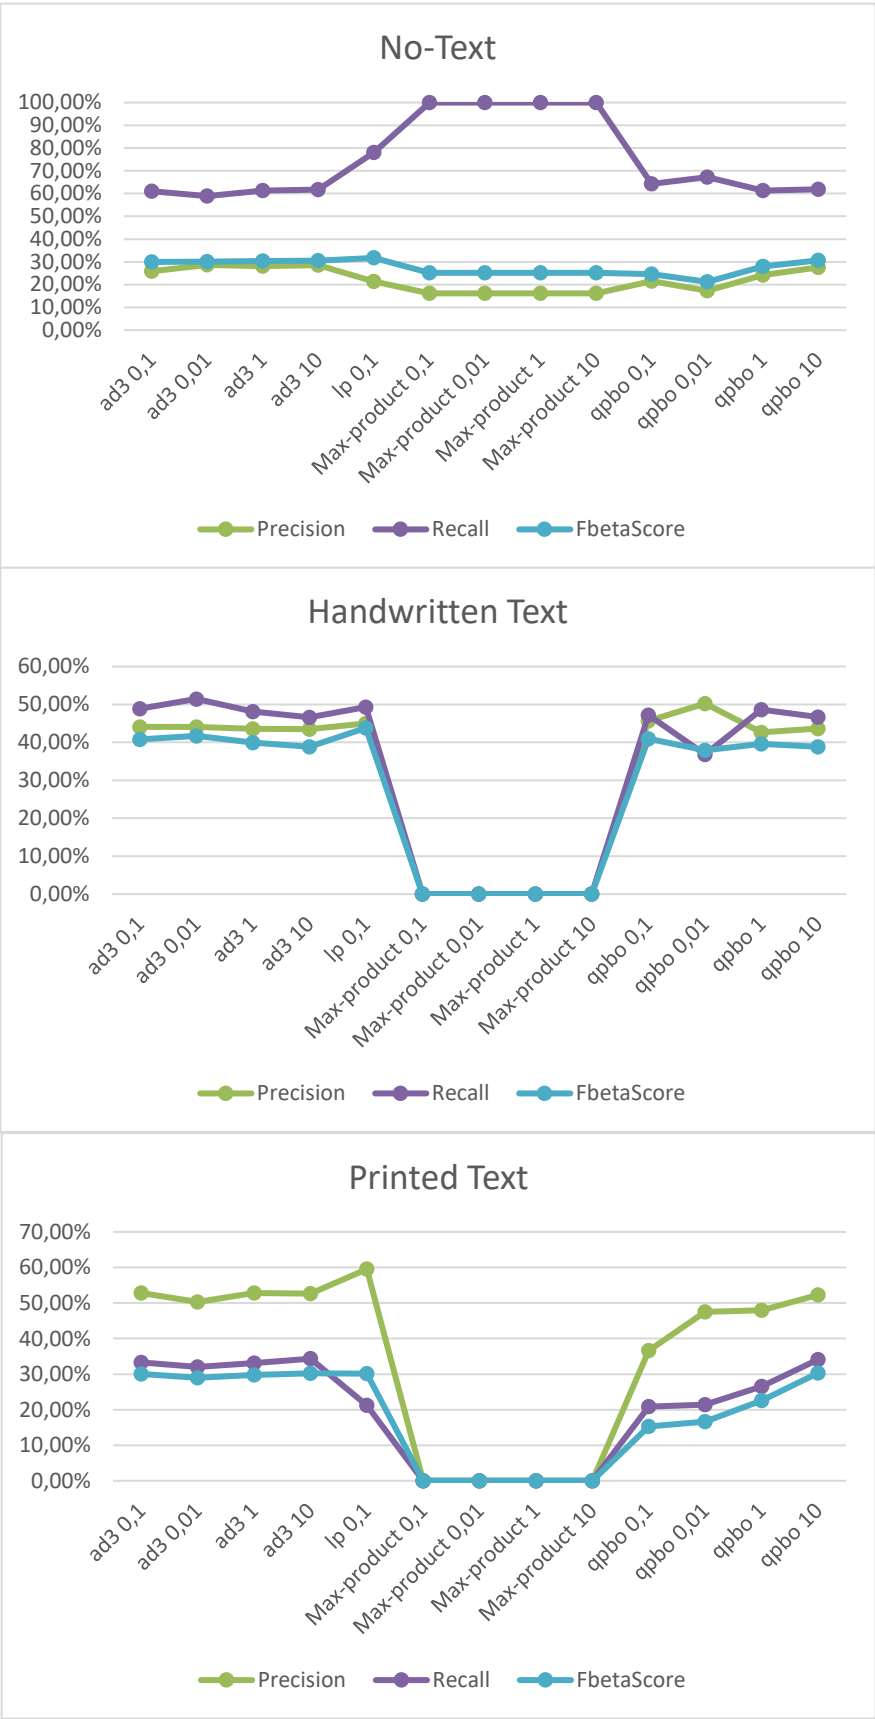 No-Text
100,00%
90,00%
80,00%
70,00%
60,00%
50,00%
40,00%
30,00%
20,00%
10,00%
0,00%
ad3 0,1
ad3 0,01
ad3 1
ad3 10
lp 0,1
Max-product 0,1
Max-product 0,01
Max-product 1
Max-product 10
qpbo 0,1
qpbo 0,01
qpbo 1
qpbo 10
Precision Recall FbetaScore
Handwritten Text
60,00%
50,00%
40,00%
30,00%
20,00%
10,00%
0,00%
ad3 0,1
ad3 0,01
ad3 1
ad3 10
lp 0,1
Max-product 0,1
Max-product 0,01
Max-product 1
Max-product 10
qpbo 0,1
qpbo 0,01
qpbo 1
qpbo 10
Precision Recall FbetaScore
Printed Text
70,00%
60,00%
50,00%
40,00%
30,00%
20,00%
10,00%
0,00%
ad3 0,1
ad3 0,01
ad3 1
ad3 10
lp 0,1
Max-product 0,1
Max-product 0,01
Max-product 1
Max-product 10
qpbo 0,1
qpbo 0,01
qpbo 1
qpbo 10
Precision Recall FbetaScore